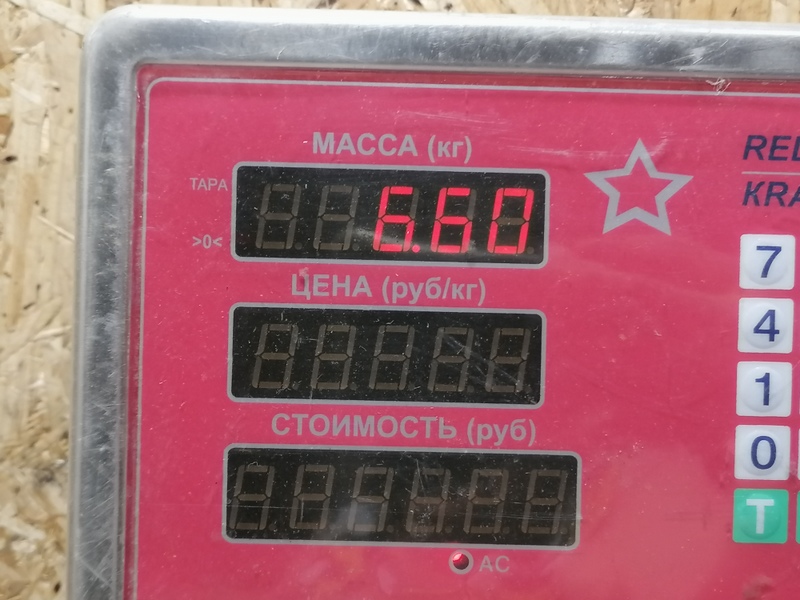 МАССА (кг)
ТАРА
6.60
>0<
ЦЕНА (руб/кг)
СТОИМОСТЬ (руб)
AC
7
4
1
0
T